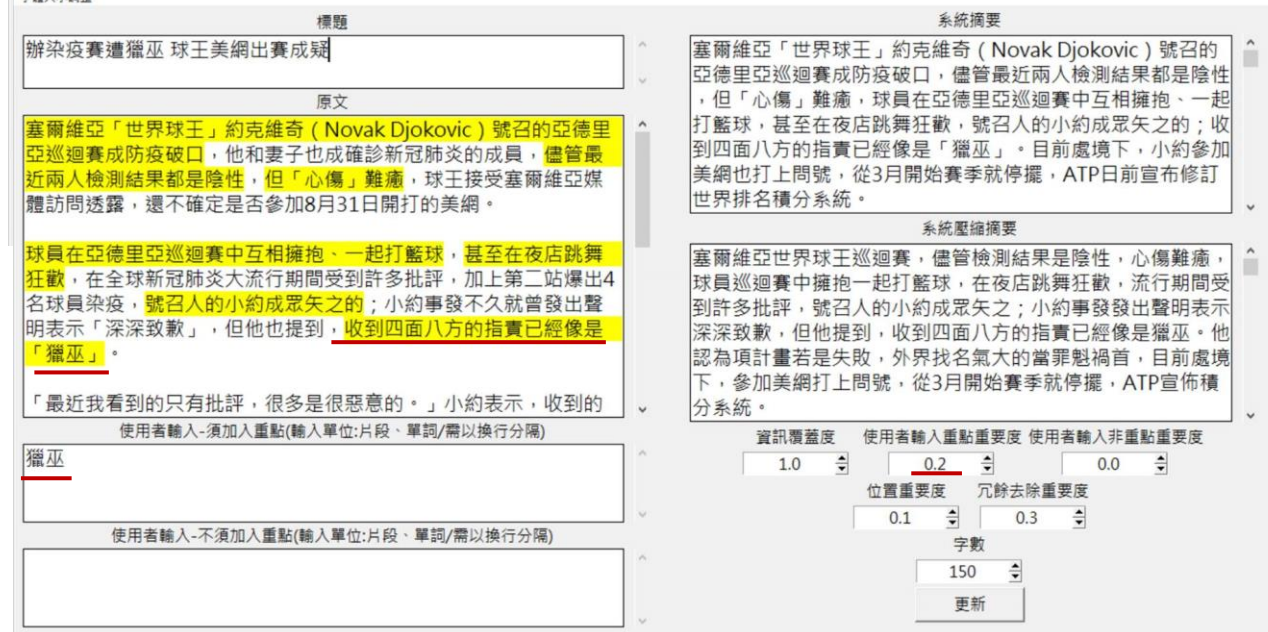 標題
辦染疫賽遭獵巫 球王美網出賽成疑
原文
塞爾維亞「世界球王」約克維奇（Novak Djokovic）號召的亞德里
亞巡迴賽成防疫破口，他和妻子也成確診新冠肺炎的成員，儘管最
近兩人檢測結果都是陰性，但「心傷」難癒，球王接受塞爾維亞媒
體訪問透露，還不確定是否參加8月31日開打的美網。
球員在亞德里亞巡迴賽中互相擁抱、一起打籃球，甚至在夜店跳舞
狂歡，在全球新冠肺炎大流行期間受到許多批評，加上第二站爆出4
名球員染疫，號召人的小約成眾矢之的；小約事發不久就曾發出聲
明表示「深深致歉」，但他也提到，收到四面八方的指責已經像是
「獵巫」。
「最近我看到的只有批評，很多是很惡意的。」小約表示，收到的
使用者輸入-須加入重點(輸入單位:片段、單詞/需以換行分隔)
獵巫
使用者輸入-不須加入重點(輸入單位:片段、單詞/需以換行分隔)
系統摘要
塞爾維亞「世界球王」約克維奇（Novak Djokovic）號召的
亞德里亞巡迴賽成防疫破口，儘管最近兩人檢測結果都是陰性
，但「心傷」難癒，球員在亞德里亞巡迴賽中互相擁抱、一起
打籃球，甚至在夜店跳舞狂歡，號召人的小約成眾矢之的；收
到四面八方的指責已經像是「獵巫」。目前處境下，小約參加
美網也打上問號，從3月開始賽季就停擺，ATP日前宣布修訂
世界排名積分系統。
系統壓縮摘要
塞爾維亞世界球王巡迴賽，儘管檢測結果是陰性，心傷難癒，
球員巡迴賽中擁抱一起打籃球，在夜店跳舞狂歡，流行期間受
到許多批評，號召人的小約成眾矢之；小約事發發出聲明表示
深深致歉，但他提到，收到四面八方的指責已經像是獵巫。他
認為項計畫若是失敗，外界找名氣大的當罪魁禍首，目前處境
下，參加美網打上問號，從3月開始賽季就停擺，ATP宣佈積
分系統。
資訊覆蓋度 使用者輸入重點重要度 使用者輸入非重點重要度
1.0 0.2 0.0
位置重要度 冗餘去除重要度
0.1 0.3
字數
150
更新